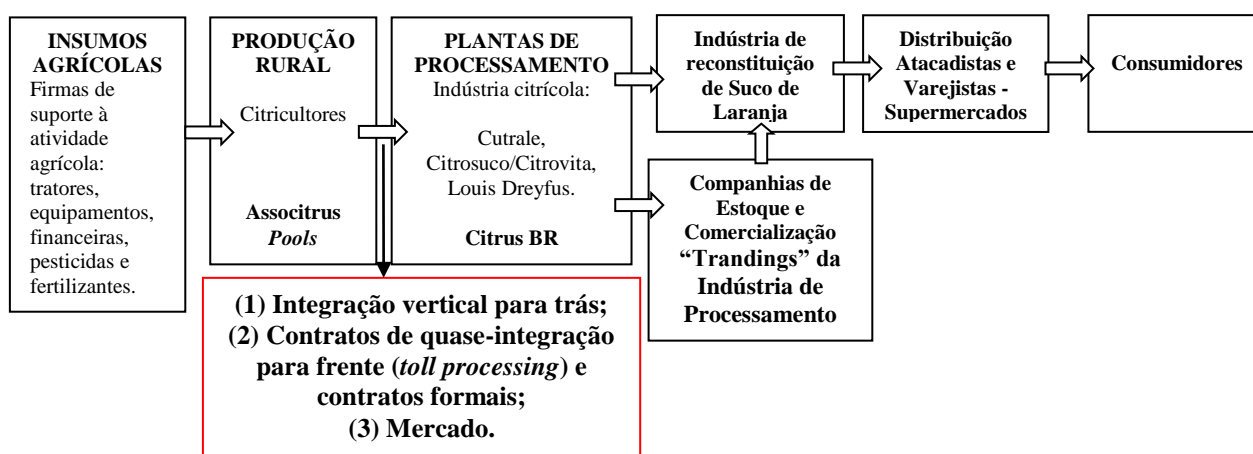 INSUMOS
AGRÍCOLAS
Firmas de
suporte à
atividade
agrícola:
tratores,
equipamentos,
financeiras,
pesticidas e
fertilizantes.
PRODUÇÃO
RURAL
Citricultores
Associtrus
Pools
PLANTAS DE
PROCESSAMENTO
Indústria citrícola:
Cutrale,
Citrosuco/Citrovita,
Louis Dreyfus.
Citrus BR
Indústria de
reconstituição
de Suco de
Laranja
Distribuição
Atacadistas e
Varejistas -
Supermercados
Consumidores
Companhias de
Estoque e
Comercialização
“Trandings” da
Indústria de
Processamento
(1) Integração vertical para trás;
(2) Contratos de quase-integração
para frente (toll processing) e
contratos formais;
(3) Mercado.